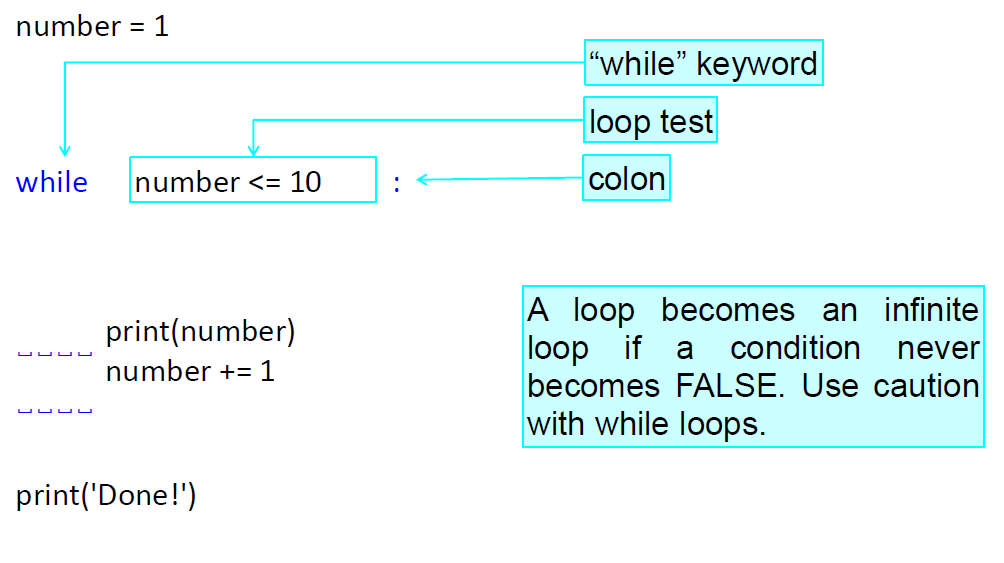 number = 1
“while” keyword
loop test
while number <= 10 :
colon
print(number)
␣␣␣␣
number += 1
␣␣␣␣
A loop becomes an infinite
loop if a condition never
becomes FALSE. Use caution
with while loops.
print('Done!')